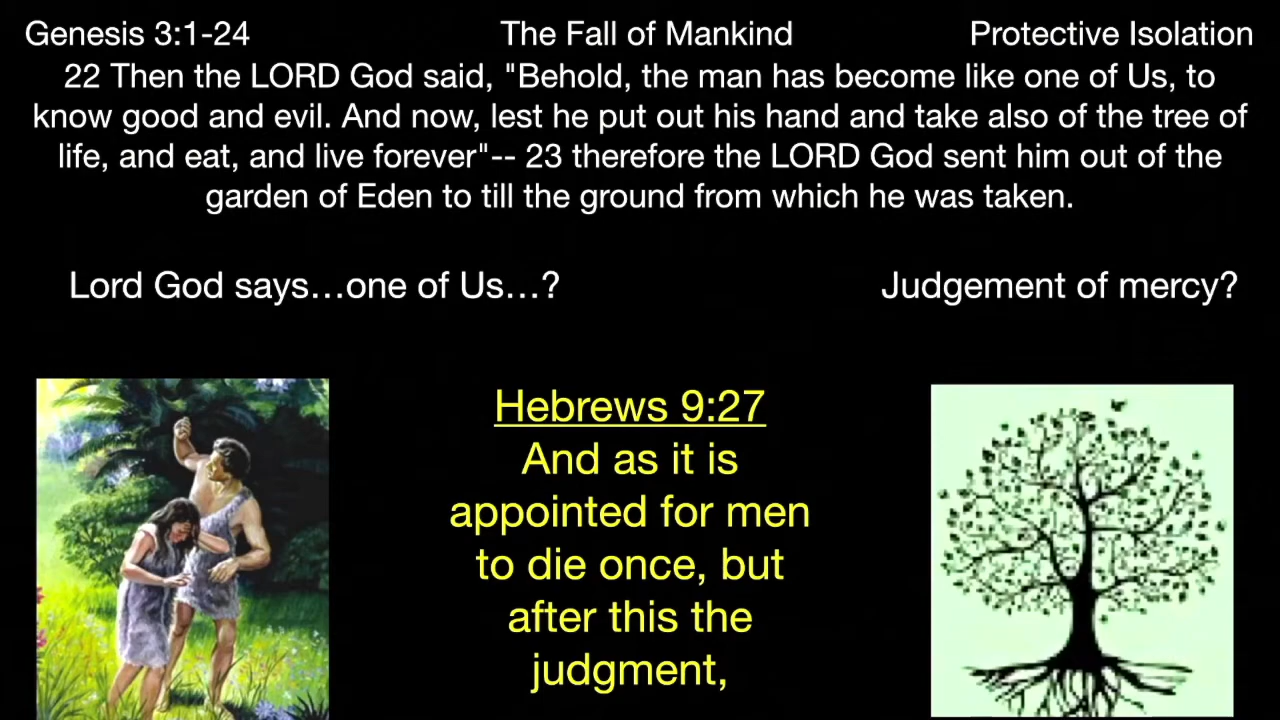 Genesis 3:1-24 The Fall of Mankind Protective Isolation
22 Then the LORD God said, "Behold, the man has become like one of Us, to
know good and evil. And now, lest he put out his hand and take also of the tree of
life, and eat, and live forever"-- 23 therefore the LORD God sent him out of the
garden of Eden to till the ground from which he was taken.
Lord God says…one of Us…? Judgement of mercy?
Hebrews 9:27
And as it is
appointed for men
to die once, but
after this the
judgment,